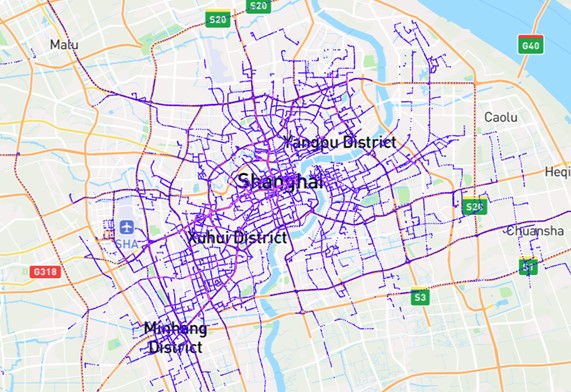 S20
S20
Malu
G40
Caolu
Yangpu District
Heqi
Shanghai
S20
Chuansha
Xuhui District
SHA
G318
S1
S3
Minhang
District